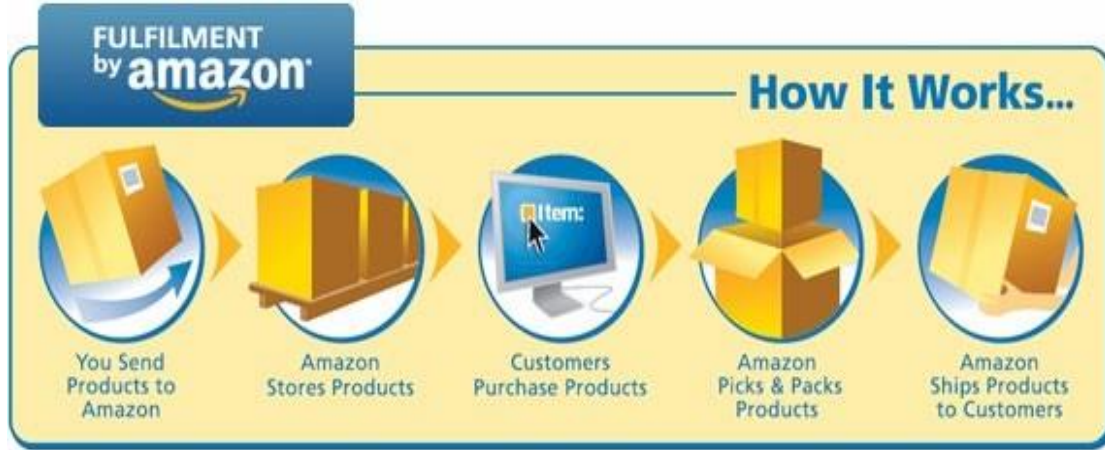 FULFILMENT
by amazon
How It Works...
Item:
You Send
Products to
Amazon
Amazon
Stores Products
Customers
Purchase Products
Amazon
Picks & Packs
Products
Amazon
Ships Products
to Customers